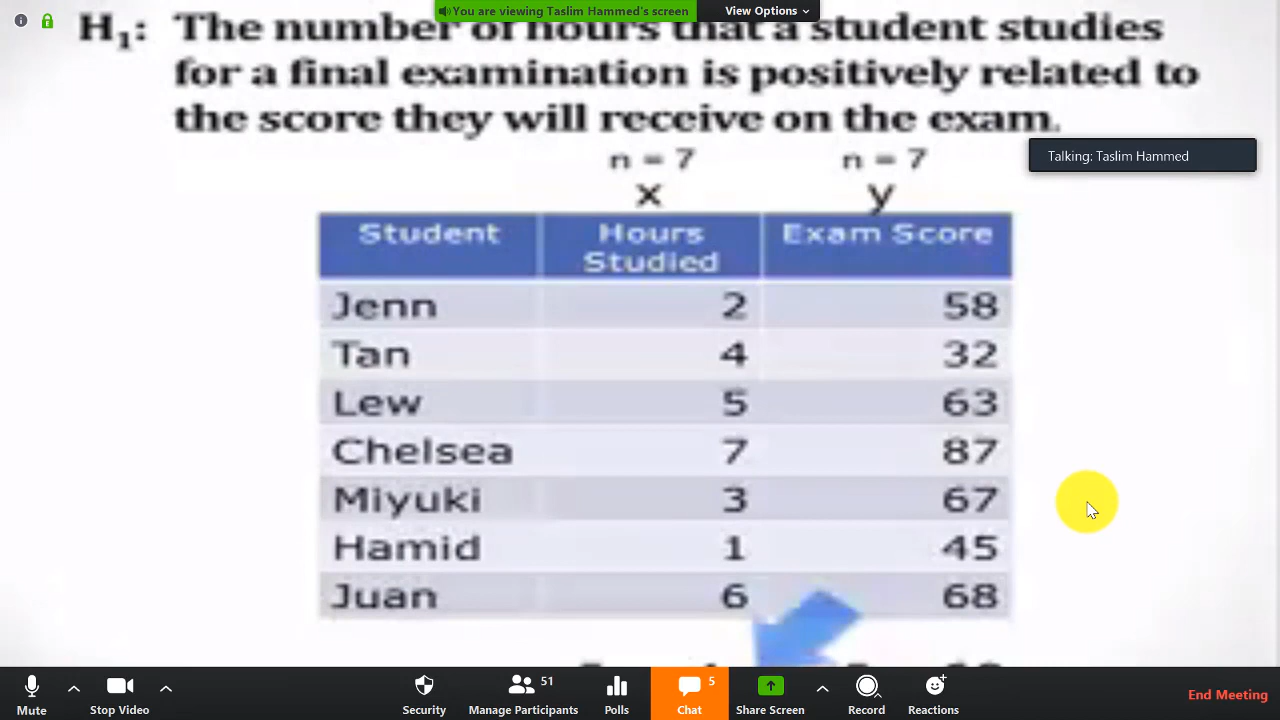 You are viewing Taslim Hammed's screen
View Options
H1: The number of hours that a student studies
for a final examination is positively related to
the score they will receive on the exam.
Talking: Taslim Hammed
n = 7 n = 7
x y
Student Hours Studied Exam Score
Jenn 2 58
Tan 4 32
Lew 5 63
Chelsea 7 87
Miyuki 3 67
Hamid 1 45
Juan 6 68
51 5
Mute Stop Video Security Manage Participants Polls Chat Share Screen Record Reactions End Meeting